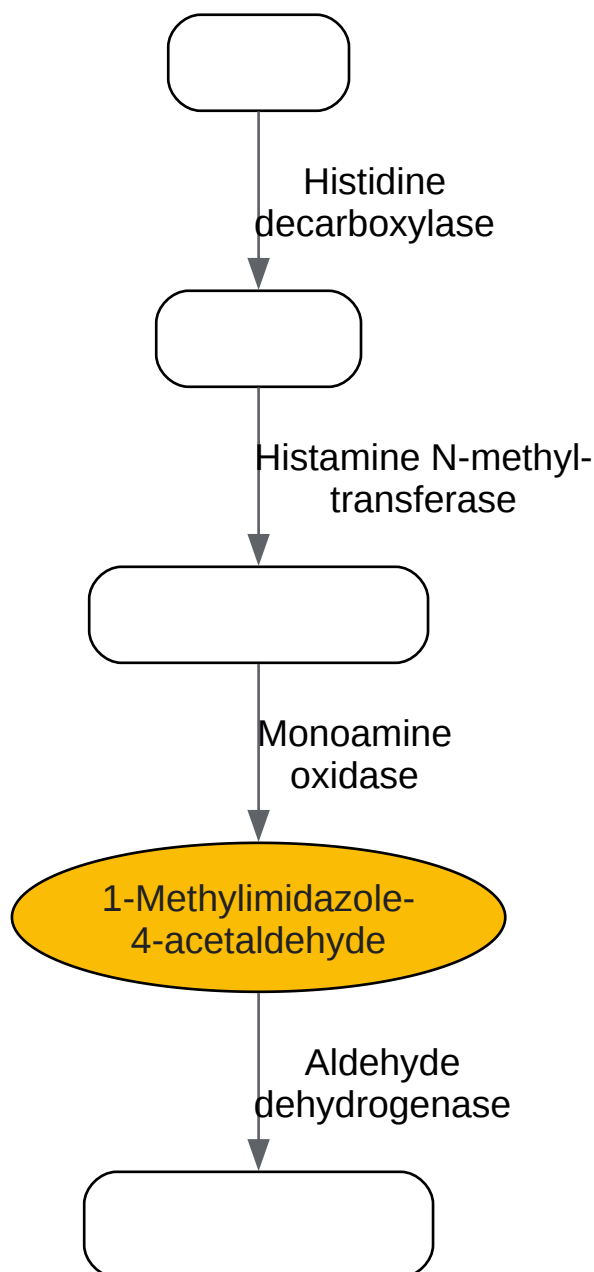 Histidine
decarboxylase
Histamine N-methyl-
transferase
Monoamine
oxidase
1-Methylimidazole-
4-acetaldehyde
Aldehyde
dehydrogenase